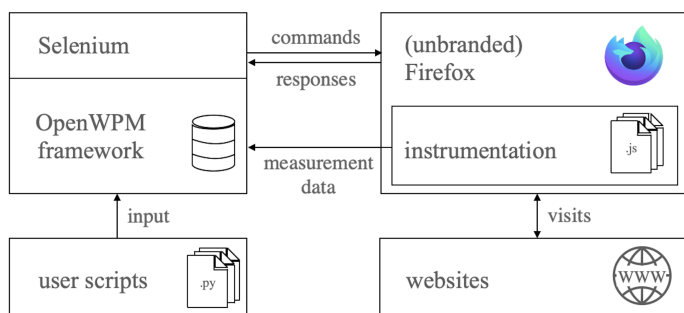 Selenium
commands
responses
(unbranded)
Firefox
OpenWPM
framework
measurement
data
instrumentation
.js
input
visits
user scripts
.py
websites
WWW